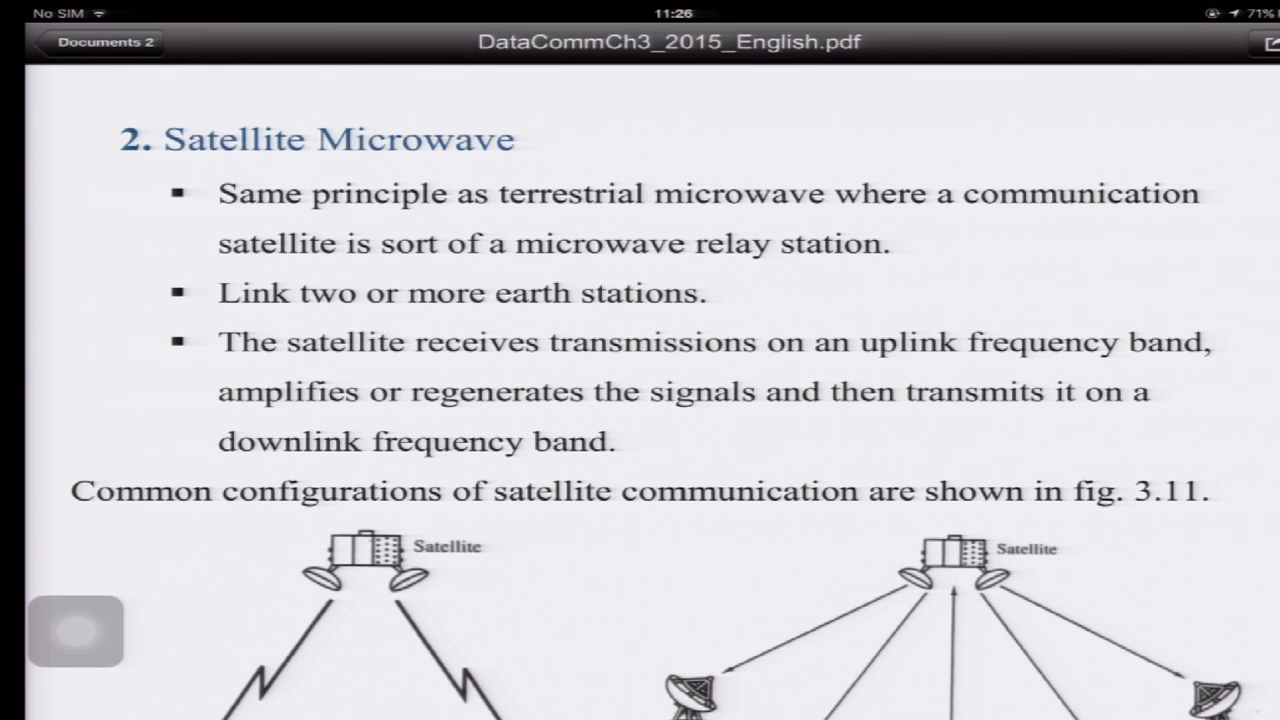 No SIM
11:26
71%
Documents 2
DataCommCh3_2015_English.pdf
2. Satellite Microwave
▪ Same principle as terrestrial microwave where a communication
satellite is sort of a microwave relay station.
▪ Link two or more earth stations.
▪ The satellite receives transmissions on an uplink frequency band,
amplifies or regenerates the signals and then transmits it on a
downlink frequency band.
Common configurations of satellite communication are shown in fig. 3.11.
Satellite
Satellite